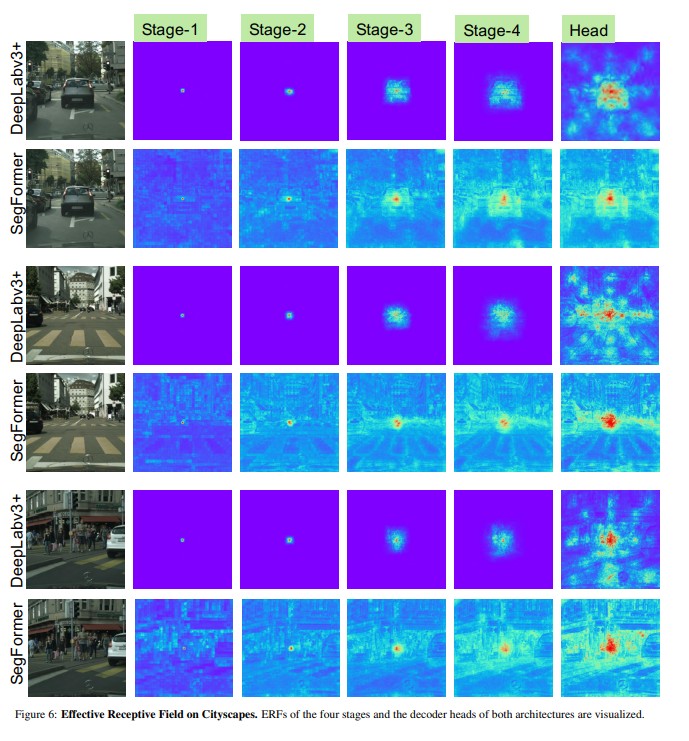 Stage-1 Stage-2 Stage-3 Stage-4 Head
DeepLabv3+
SegFormer
DeepLabv3+
SegFormer
DeepLabv3+
SegFormer
Figure 6: Effective Receptive Field on Cityscapes. ERFs of the four stages and the decoder heads of both architectures are visualized.